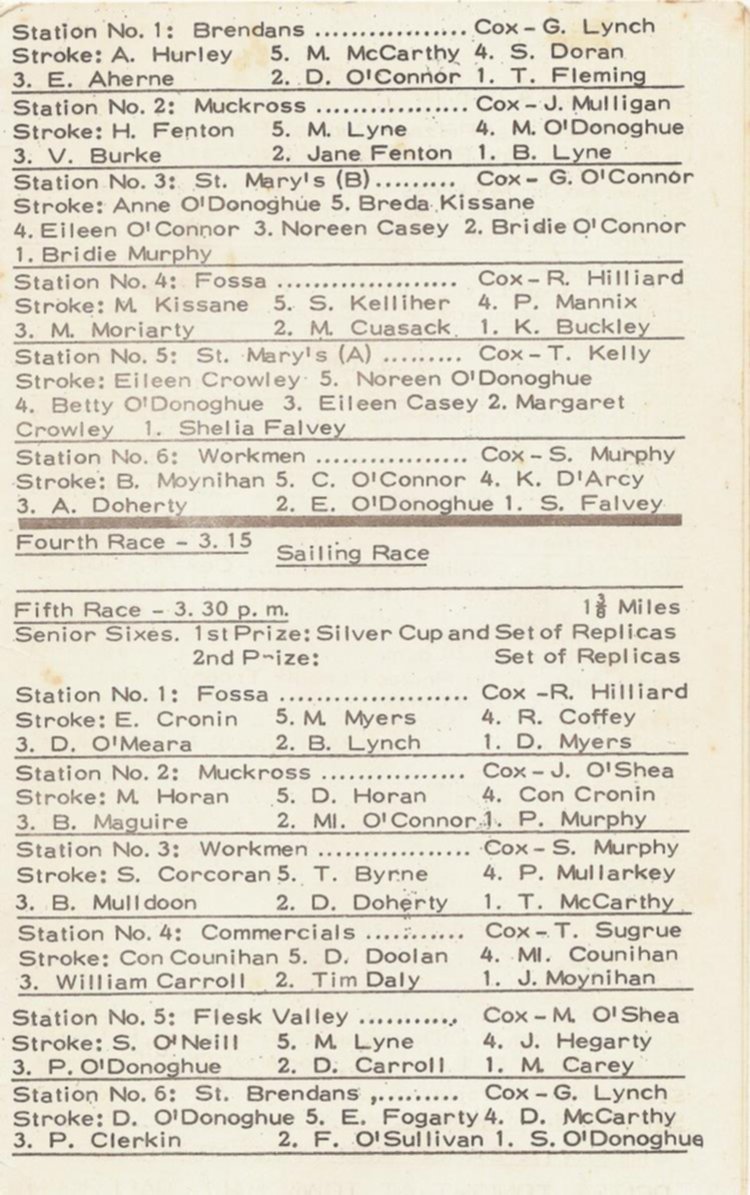 Station No. 1: Brendans ................. Cox - G. Lynch
Stroke: A. Hurley 5. M. McCarthy 4. S. Doran
3. E. Aherne 2. D. O'Connor 1. T. Fleming
Station No. 2: Muckross ................. Cox - J. Mulligan
Stroke: H. Fenton 5. M. Lyne 4. M. O'Donoghue
3. V. Burke 2. Jane Fenton 1. B. Lyne
Station No. 3: St. Mary's (B) ......... Cox - G. O'Connor
Stroke: Anne O'Donoghue 5. Breda Kissane
4. Eileen O'Connor 3. Noreen Casey 2. Bridie O'Connor
1. Bridie Murphy
Station No. 4: Fossa .................... Cox - R. Hilliard
Stroke: M. Kissane 5. S. Kelliher 4. P. Mannix
3. M. Moriarty 2. M. Cuasack 1. K. Buckley
Station No. 5: St. Mary's (A) ......... Cox - T. Kelly
Stroke: Eileen Crowley 5. Noreen O'Donoghue
4. Betty O'Donoghue 3. Eileen Casey 2. Margaret
Crowley 1. Shelia Falvey
Station No. 6: Workmen ................. Cox - S. Murphy
Stroke: B. Moynihan 5. C. O'Connor 4. K. D'Arcy
3. A. Doherty 2. E. O'Donoghue 1. S. Falvey
Fourth Race - 3. 15 Sailing Race
Fifth Race - 3. 30 p. m. 1 3/8 Miles
Senior Sixes. 1st Prize: Silver Cup and Set of Replicas
2nd P-ize: Set of Replicas
Station No. 1: Fossa ..................... Cox -R. Hilliard
Stroke: E. Cronin 5. M. Myers 4. R. Coffey
3. D. O'Meara 2. B. Lynch 1. D. Myers
Station No. 2: Muckross ................ Cox - J. O'Shea
Stroke: M. Horan 5. D. Horan 4. Con Cronin
3. B. Maguire 2. Ml. O'Connor 1. P. Murphy
Station No. 3: Workmen ................. Cox - S. Murphy
Stroke: S. Corcoran 5. T. Byrne 4. P. Mullarkey
3. B. Mulldoon 2. D. Doherty 1. T. McCarthy
Station No. 4: Commercials ........... Cox - T. Sugrue
Stroke: Con Counihan 5. D. Doolan 4. Ml. Counihan
3. William Carroll 2. Tim Daly 1. J. Moynihan
Station No. 5: Flesk Valley ........... Cox - M. O'Shea
Stroke: S. O'Neill 5. M. Lyne 4. J. Hegarty
3. P. O'Donoghue 2. D. Carroll 1. M. Carey
Station No. 6: St. Brendans .......... Cox - G. Lynch
Stroke: D. O'Donoghue 5. E. Fogarty 4. D. McCarthy
3. P. Clerkin 2. F. O'Sullivan 1. S. O'Donoghue